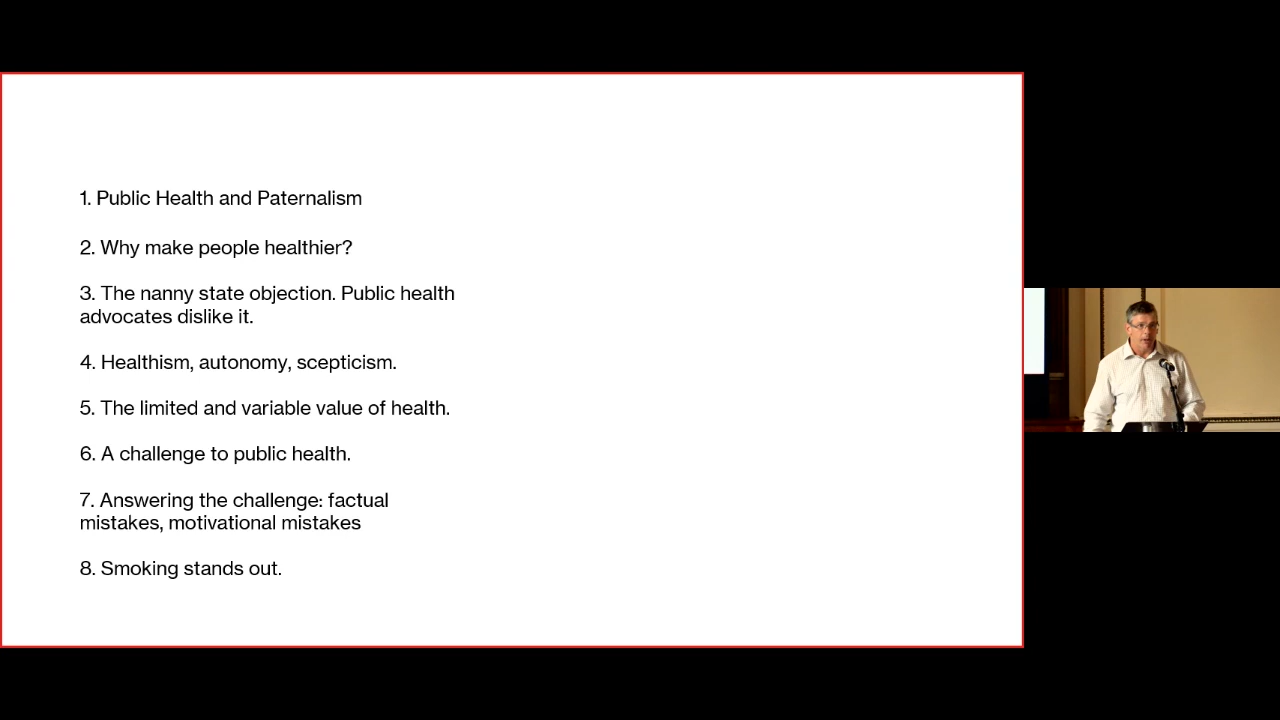 1. Public Health and Paternalism
2. Why make people healthier?
3. The nanny state objection. Public health
advocates dislike it.
4. Healthism, autonomy, scepticism.
5. The limited and variable value of health.
6. A challenge to public health.
7. Answering the challenge: factual
mistakes, motivational mistakes
8. Smoking stands out.